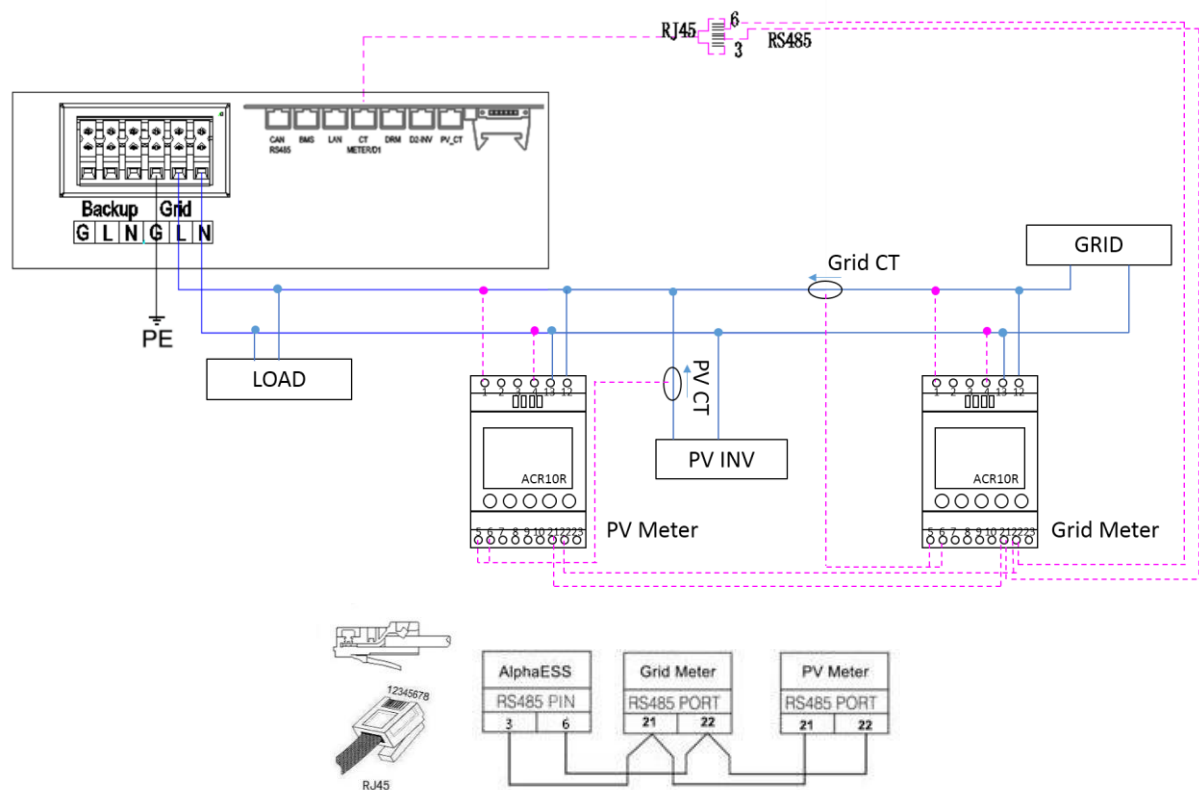 6
RJ45
RS485
3
CAN
RS485
BMS
LAN
CT
METER/D1
DRM
D2-INV
PV_CT
Backup Grid
G L N G L N
PE
LOAD
Grid CT
GRID
PV CT
PV INV
1 2 3 4 13 12
ACR10R
5 6 7 8 9 10 21 22 23
PV Meter
1 2 3 4 13 12
ACR10R
5 6 7 8 9 10 21 22 23
Grid Meter
12345678
RJ45
AlphaESS
RS485 PIN
3 6
Grid Meter
RS485 PORT
21 22
PV Meter
RS485 PORT
21 22